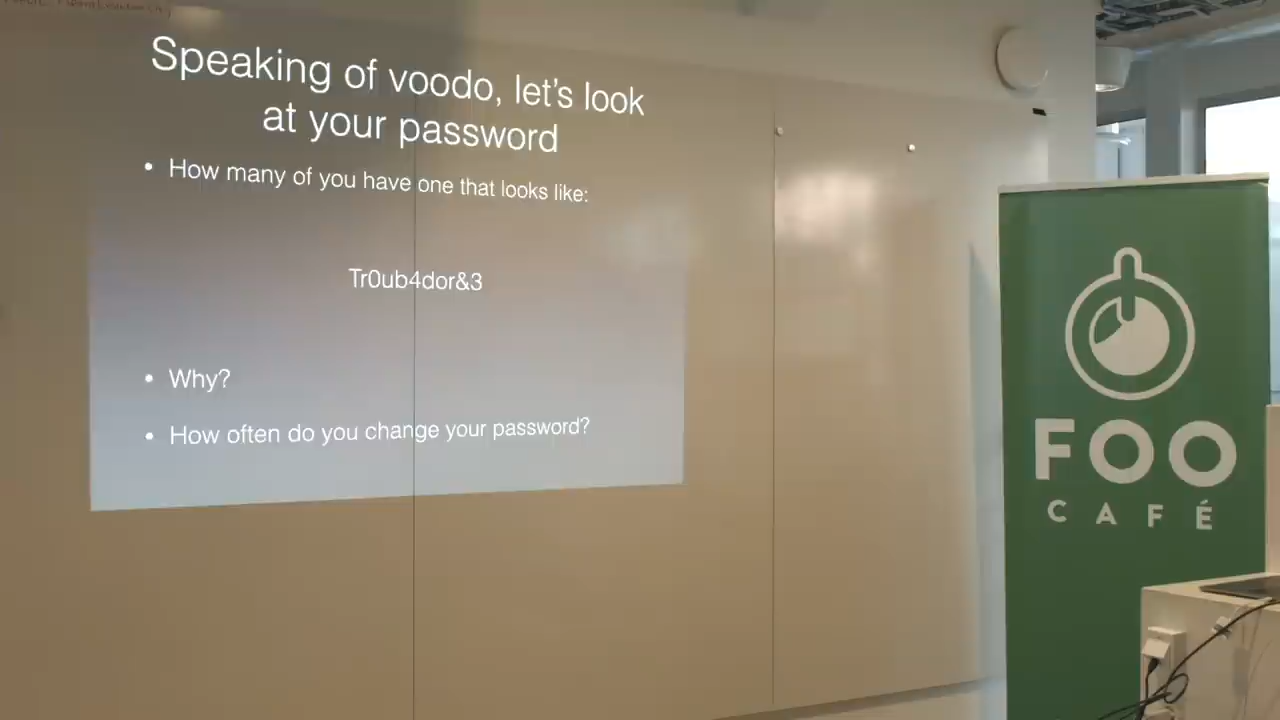 Speaking of voodo, let's look
at your password
• How many of you have one that looks like:
Tr0ub4dor&3
• Why?
• How often do you change your password?
FOO
CAFÉ